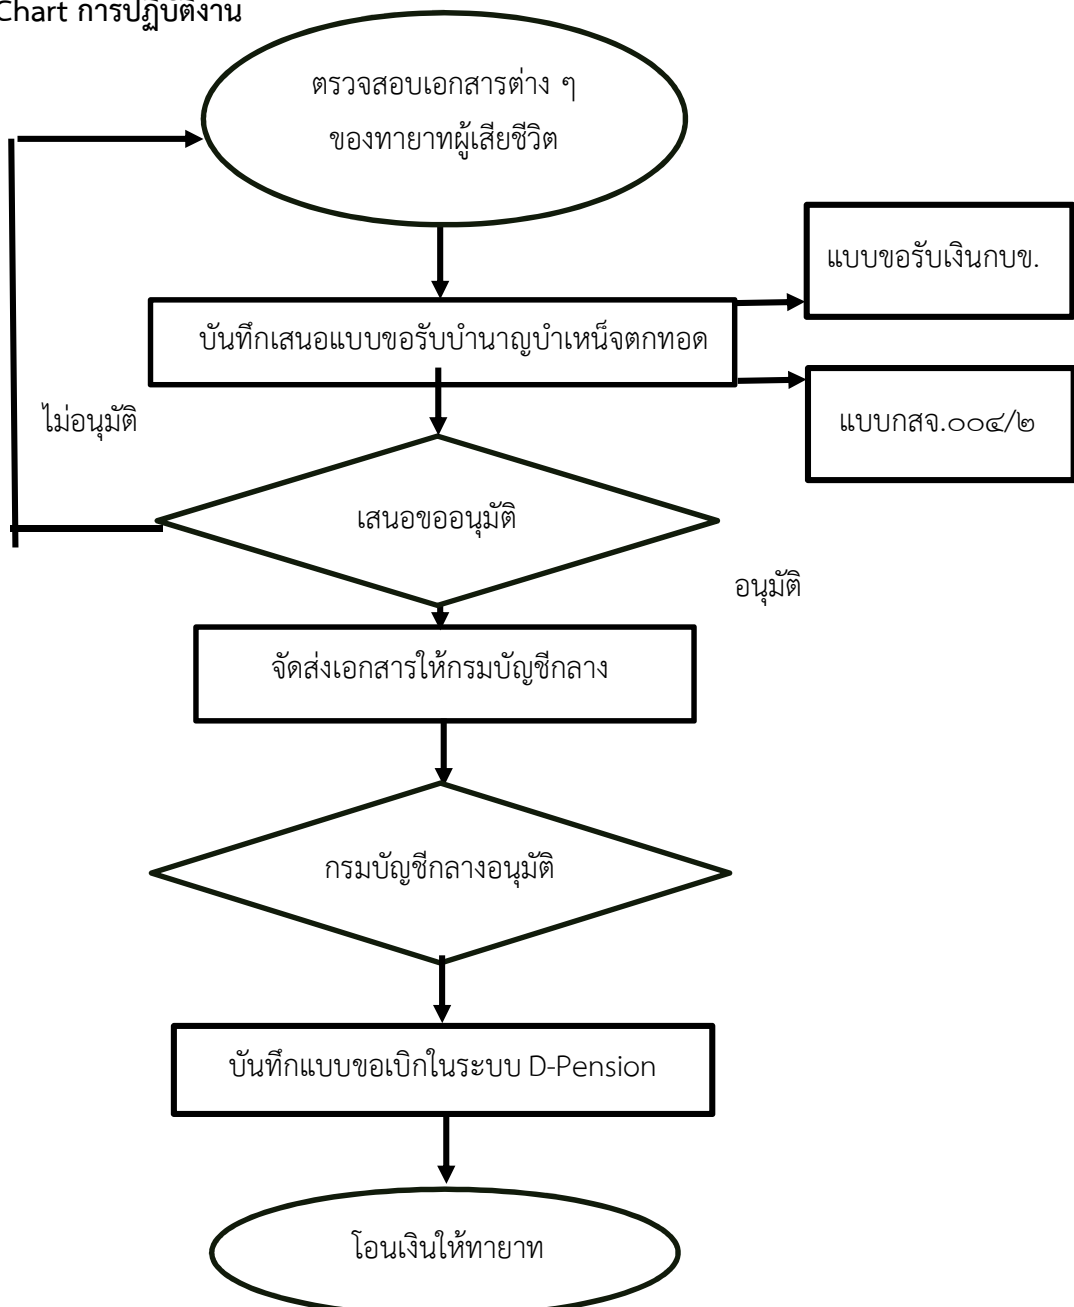 Chart การปฏิบัติงาน
ตรวจสอบเอกสารต่าง ๆ
ของทายาทผู้เสียชีวิต
แบบขอรับเงินกบข.
บันทึกเสนอแบบขอรับบำนาญบำเหน็จตกทอด
ไม่อนุมัติ
แบบกสจ.๐๐๔/๒
เสนอขออนุมัติ
อนุมัติ
จัดส่งเอกสารให้กรมบัญชีกลาง
กรมบัญชีกลางอนุมัติ
บันทึกแบบขอเบิกในระบบ D-Pension
โอนเงินให้ทายาท